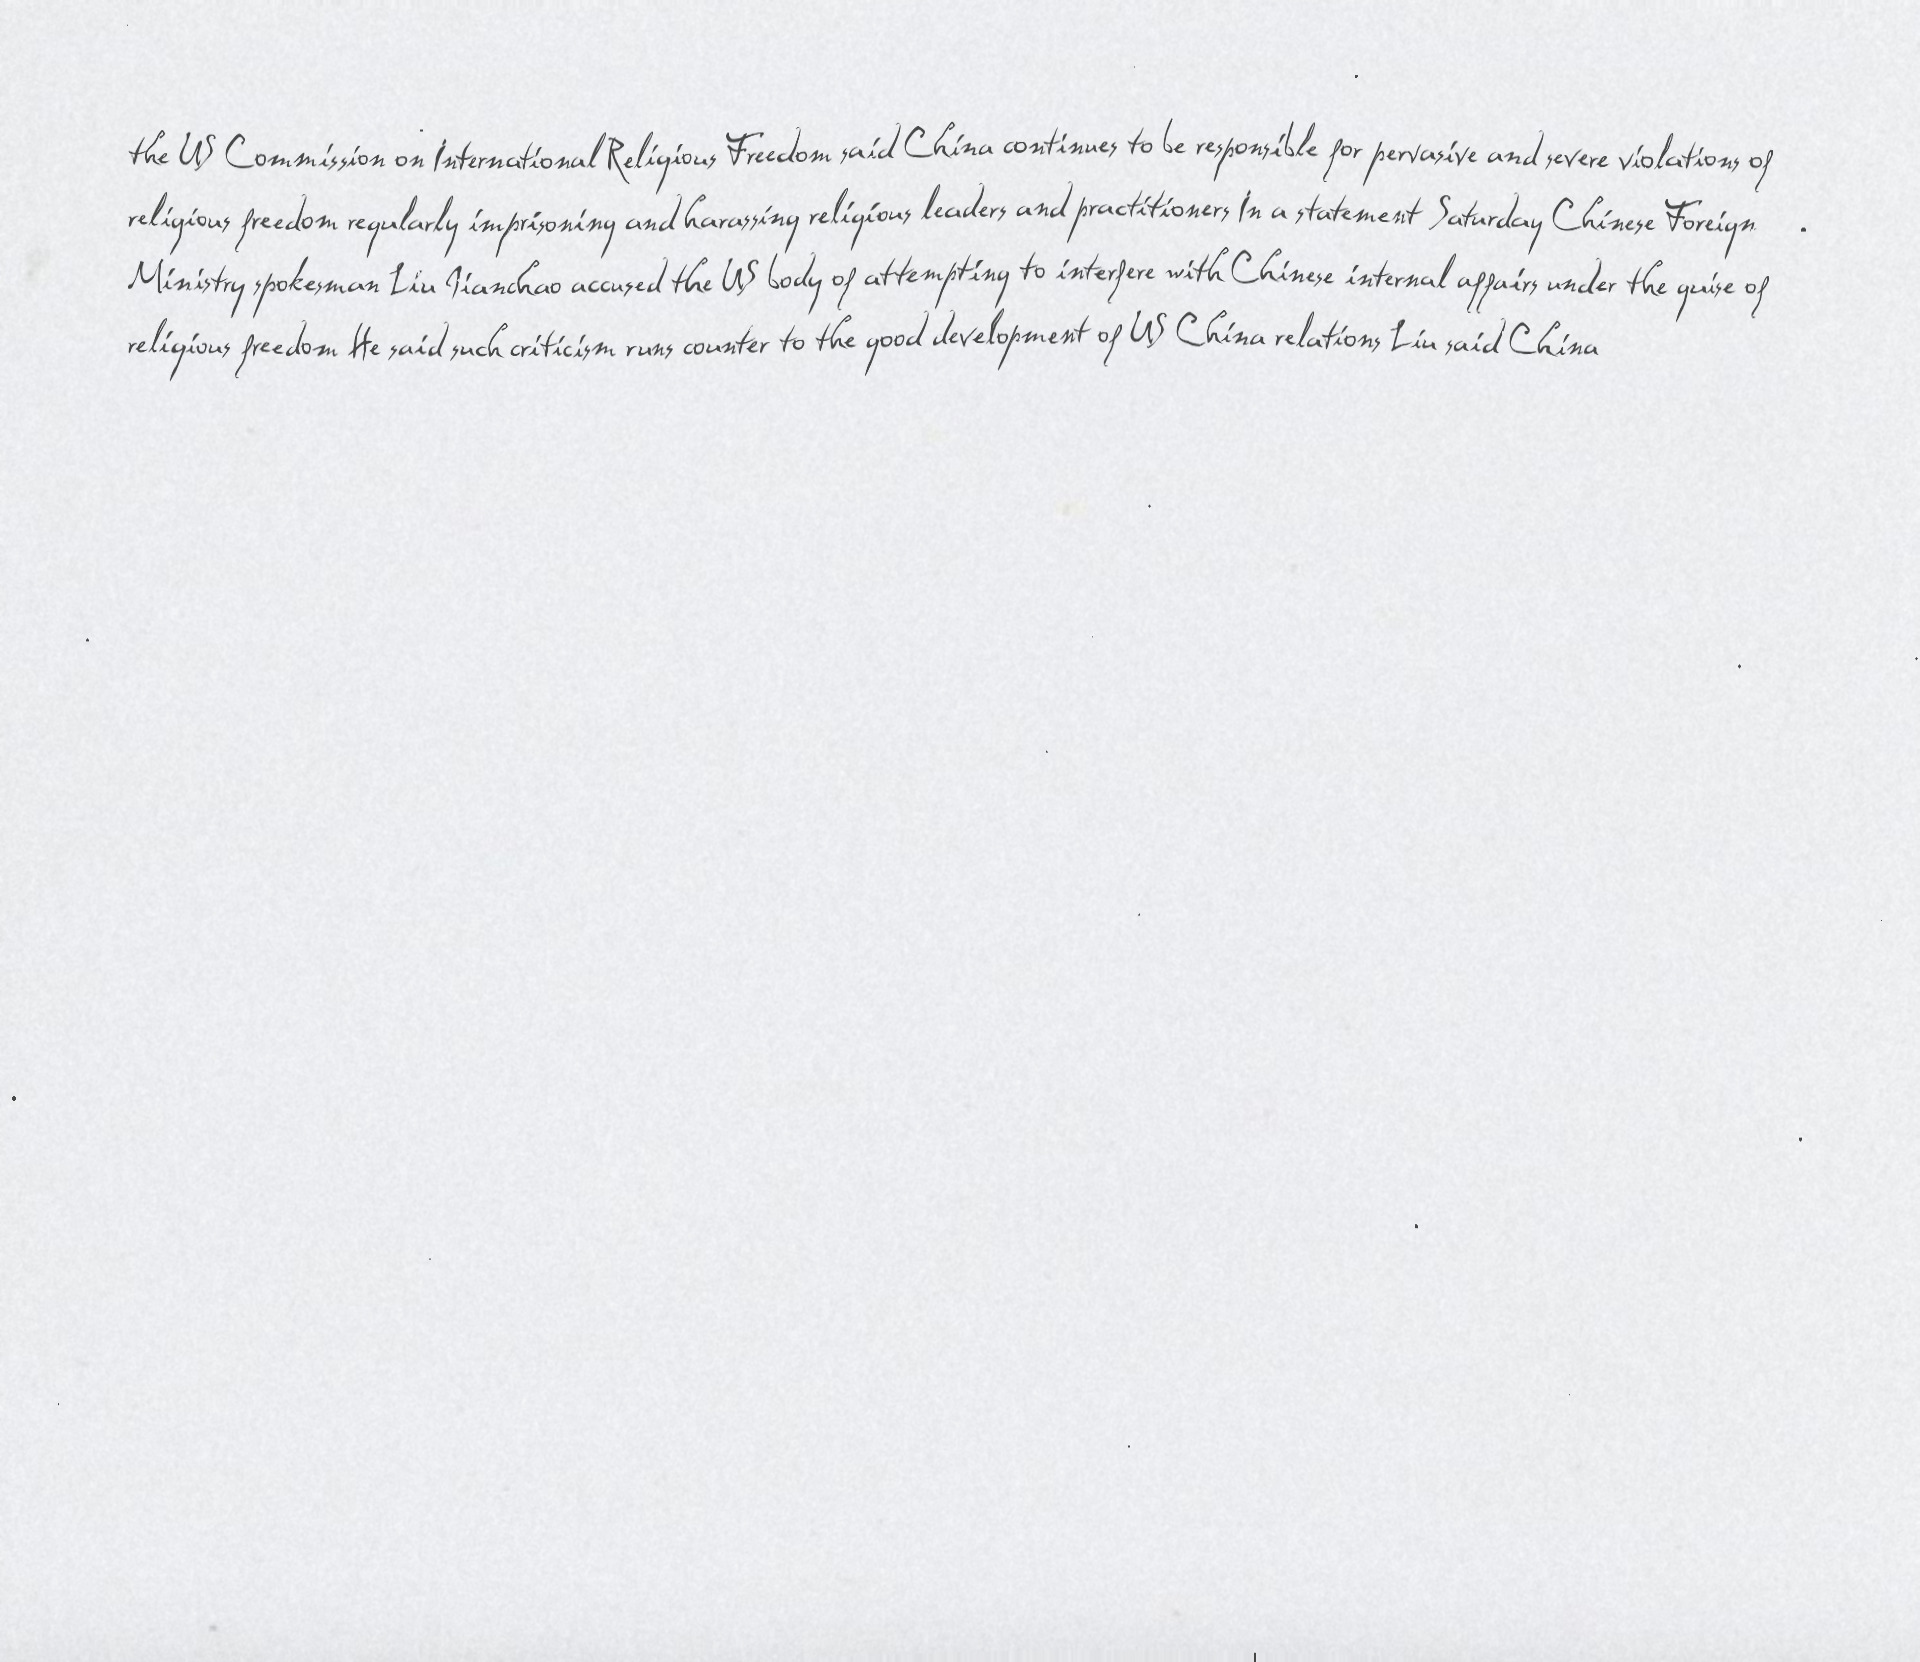 the US Commission on International Religious Freedom said China continues to be responsible for pervasive and severe violations of
religious freedom regularly imprisoning and harassing religious leaders and practitioners In a statement Saturday Chinese Foreign
Ministry spokesman Liu Jianchao accused the US body of attempting to interfere with Chinese internal affairs under the guise of
religious freedom He said such criticism runs counter to the good development of US China relations Liu said China